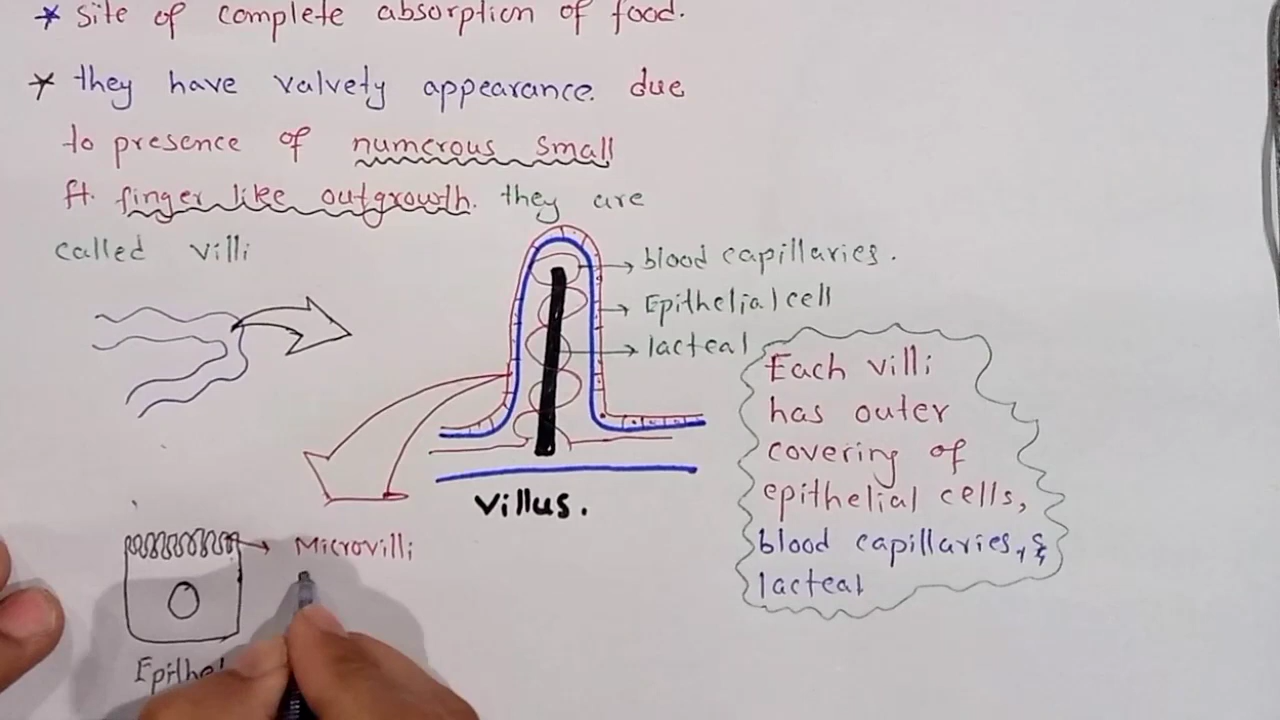 * Site of complete absorption of food.
* they have valvety appearance. due
to presence of numerous small
ft. finger like outgrowth. they are
called villi
blood capillaries.
Epithelial cell
lacteal
Each villi
has outer
covering of
epithelial cells,
blood capillaries, &
lacteal
Villus.
Microvilli